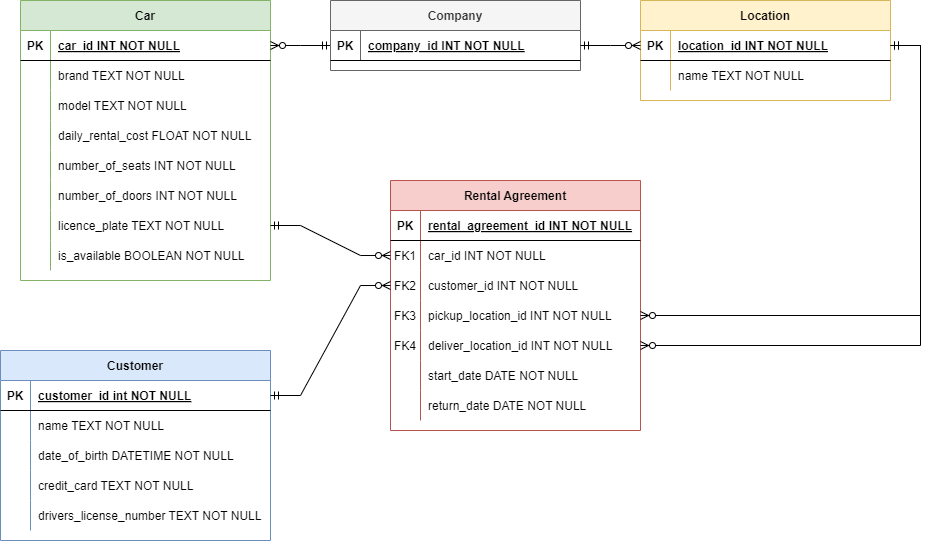 Car
PK car_id INT NOT NULL
brand TEXT NOT NULL
model TEXT NOT NULL
daily_rental_cost FLOAT NOT NULL
number_of_seats INT NOT NULL
number_of_doors INT NOT NULL
licence_plate TEXT NOT NULL
is_available BOOLEAN NOT NULL
Company
PK company_id INT NOT NULL
Location
PK location_id INT NOT NULL
name TEXT NOT NULL
Rental Agreement
PK rental_agreement_id INT NOT NULL
FK1 car_id INT NOT NULL
FK2 customer_id INT NOT NULL
FK3 pickup_location_id INT NOT NULL
FK4 deliver_location_id INT NOT NULL
start_date DATE NOT NULL
return_date DATE NOT NULL
Customer
PK customer_id int NOT NULL
name TEXT NOT NULL
date_of_birth DATETIME NOT NULL
credit_card TEXT NOT NULL
drivers_license_number TEXT NOT NULL